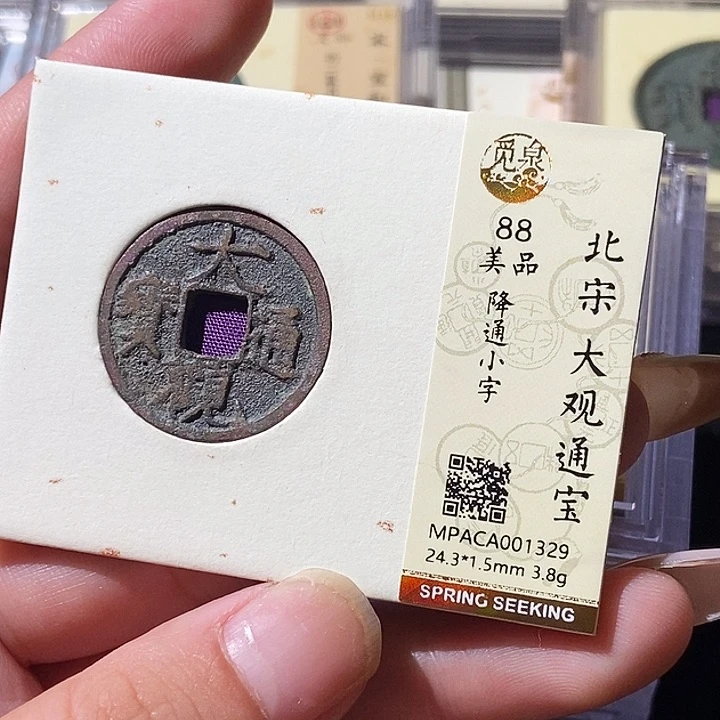 大
觀
通
寶
觅泉
88
美品
降通小字
北宋 大观通宝
MPACA001329
24.3*1.5mm 3.8g
SPRING SEEKING